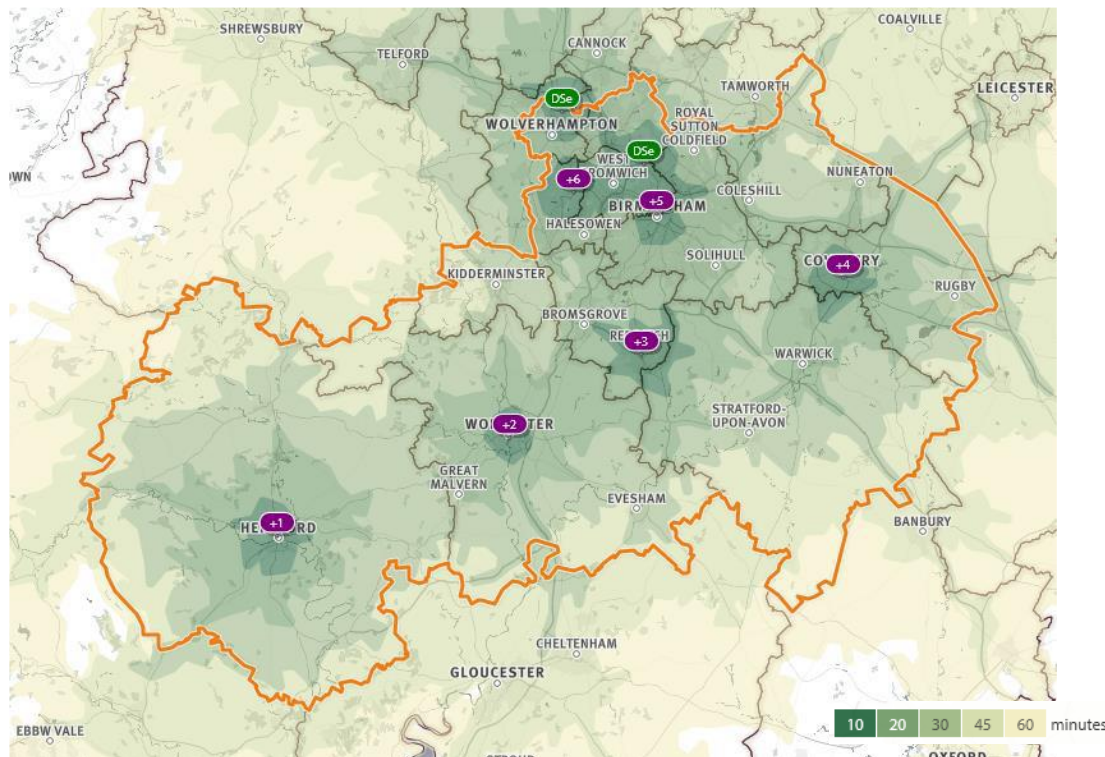 COALVILLE
SHREWSBURY
CANNOCK
TELFORD
TAMWORTH
LEICESTER
DSe
WOLVERHAMPTON
ROYAL
SUTTON
COLDFIELD
DSe
WEST
BROMWICH
+6
NUNEATON
OWN
COLESHILL
+5
BIRMINGHAM
HALESOWEN
SOLIHULL
+4
KIDDERMINSTER
RUGBY
BROMSGROVE
+3
WARWICK
STRATFORD-
UPON-AVON
+2
GREAT
MALVERN
EVESHAM
BANBURY
+1
CHELTENHAM
GLOUCESTER
EBBW VALE
10 20 30 45 60 minutes
OXFORD